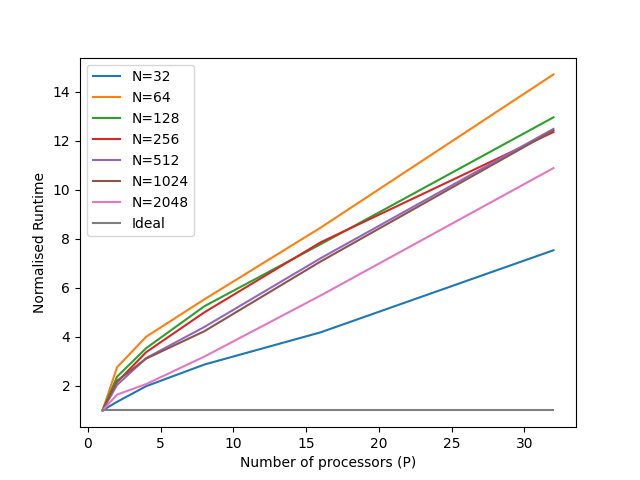 N=32
N=64
N=128
N=256
N=512
N=1024
N=2048
Ideal
14
12
10
8
6
4
2
Normalised Runtime
0 5 10 15 20 25 30
Number of processors (P)